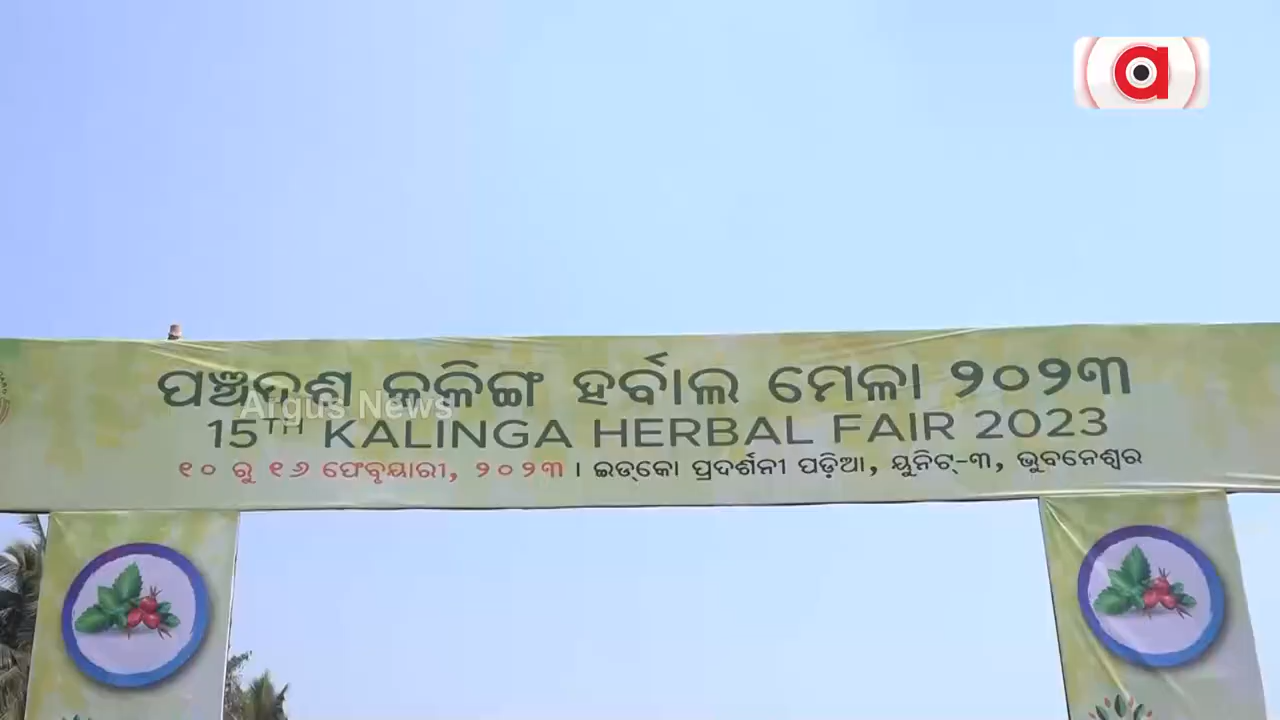 a
ପଞ୍ଚଦଶ କଳିଙ୍ଗ ହର୍ବାଲ ମେଳା ୨୦୨୩
Argus News
15TH KALINGA HERBAL FAIR 2023
୧୦ ରୁ ୧୬ ଫେବୃୟାରୀ, ୨୦୨୩ । ଇଡ୍‌କୋ ପ୍ରଦର୍ଶନୀ ପଡ଼ିଆ, ୟୁନିଟ୍-୩, ଭୁବନେଶ୍ୱର